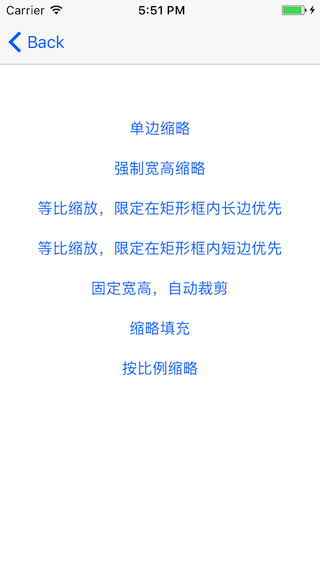 Carrier 5:51 PM
Back
单边缩略
强制宽高缩略
等比缩放，限定在矩形框内长边优先
等比缩放，限定在矩形框内短边优先
固定宽高，自动裁剪
缩略填充
按比例缩略